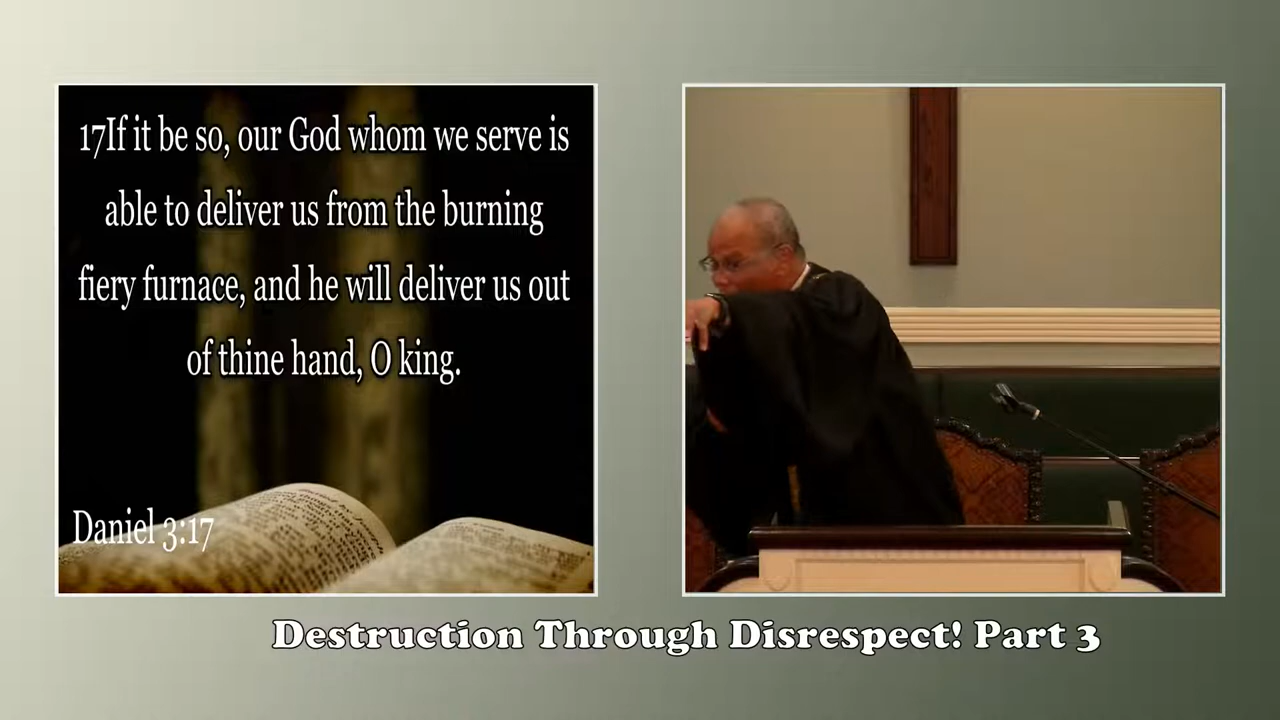 17If it be so, our God whom we serve is
able to deliver us from the burning
fiery furnace, and he will deliver us out
of thine hand, O king.
Daniel 3:17
Destruction Through Disrespect! Part 3